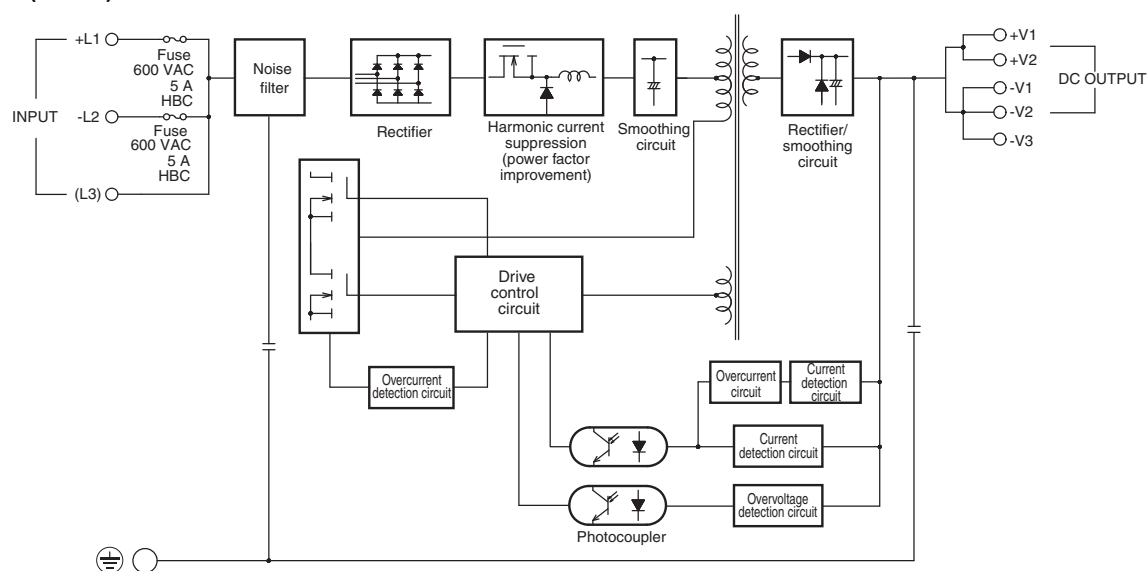 +L1
Fuse
600 VAC
5 A
HBC
INPUT
-L2
Fuse
600 VAC
5 A
HBC
(L3)
Noise
filter
Rectifier
Harmonic current
suppression
(power factor
improvement)
Smoothing
circuit
Rectifier/
smoothing
circuit
+V1
+V2
-V1
-V2
-V3
DC OUTPUT
Drive
control
circuit
Overcurrent
detection circuit
Overcurrent
circuit
Current
detection
circuit
Current
detection circuit
Overvoltage
detection circuit
Photocoupler